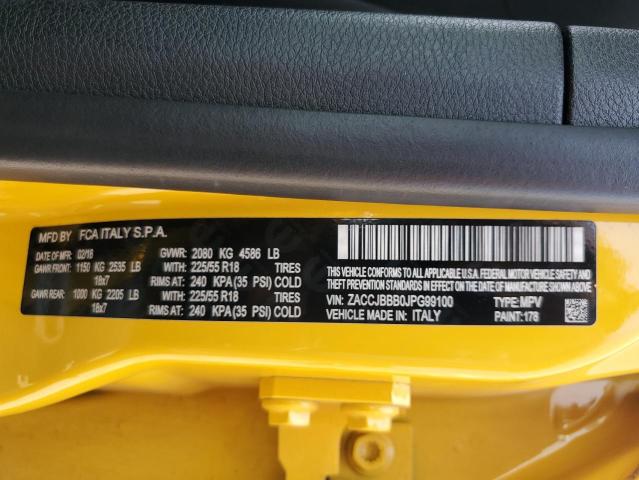 MFD BY FCA ITALY S.P.A.
DATE OF MFR 02/18 GVWR: 2080 KG 4586 LB
GAWR FRONT: 1150 KG 2535 LB WITH: 225/55 R18 TIRES
18x7 RIMS AT: 240 KPA(35 PSI) COLD
GAWR REAR: 1000 KG 2205 LB WITH: 225/55 R18 TIRES
18x7 RIMS AT: 240 KPA(35 PSI) COLD
THIS VEHICLE CONFORMS TO ALL APPLICABLE U.S.A. FEDERAL MOTOR VEHICLE SAFETY, BUMPER, AND
THEFT PREVENTION STANDARDS IN EFFECT ON THE DATE OF MANUFACTURE SHOWN ABOVE.
VIN: ZACCJBBB0JPG99100 TYPE: MPV
VEHICLE MADE IN: ITALY PAINT: 178